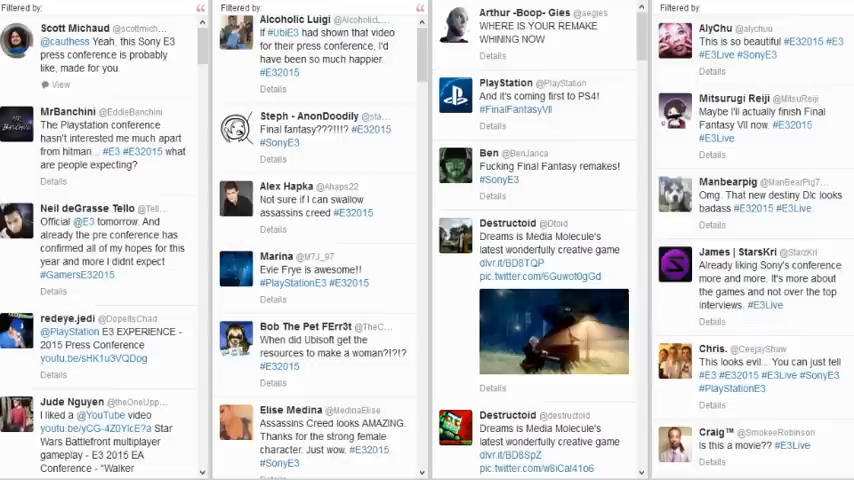 Filtered by:
Scott Michaud @scottmich...
@cauthess Yeah, this Sony E3
press conference is probably
like, made for you.
View
MrBanchini @EddieBanchini
The Playstation conference
hasn't interested me much apart
from hitman... #E3 #E32015 what
are people expecting?
Details
Neil deGrasse Tello @Tell...
Official @E3 tomorrow. And
already the pre conference has
confirmed all of my hopes for this
year and more I didnt expect
#GamersE32015
Details
redeye.jedi @DopeItsChad
@PlayStation E3 EXPERIENCE -
2015 Press Conference
youtu.be/sHK1u3VQDog
Details
Jude Nguyen @theOneUpp...
I liked a @YouTube video
youtu.be/yCG-4Z0YlcE?a Star
Wars Battlefront multiplayer
gameplay - E3 2015 EA
Conference - "Walker
Filtered by:
Alcoholic Luigi @AlcoholicL...
If #UbiE3 had shown that video
for their press conference, I'd
have been so much happier.
#E32015
Details
Steph - AnonDoodily @sta...
Final fantasy???!!!? #E32015
#SonyE3
Details
Alex Hapka @Ahaps22
Not sure if I can swallow
assassins creed #E32015
Details
Marina @M7J_97
Evie Frye is awesome!!
#PlayStationE3 #E32015
Details
Bob The Pet FErr3t @TheC...
When did Ubisoft get the
resources to make a woman?!?!?
#E32015
Details
Elise Medina @MedinaElise
Assassins Creed looks AMAZING.
Thanks for the strong female
character. Just wow. #E32015
#SonyE3
Arthur -Boop- Gies @aegies
WHERE IS YOUR REMAKE
WHINING NOW
Details
PlayStation @PlayStation
And it's coming first to PS4!
#FinalFantasyVII
Details
Ben @BenJanca
Fucking Final Fantasy remakes!
#SonyE3
Details
Destructoid @Dtoid
Dreams is Media Molecule's
latest wonderfully creative game
dlvr.it/BD8TQP
pic.twitter.com/6Guwot0gGd
Details
Destructoid @destructoid
Dreams is Media Molecule's
latest wonderfully creative game
dlvr.it/BD8SpZ
pic.twitter.com/w8iCal41o6
Filtered by:
AlyChu @alychuu
This is so beautiful #E32015 #E3
#E3Live #SonyE3
Details
Mitsurugi Reiji @MitsuReiji
Maybe I'll actually finish Final
Fantasy VII now. #E32015
#E3Live
Details
Manbearpig @ManBearPig7...
Omg. That new destiny Dlc looks
badass #E32015 #E3Live
Details
James | StarsKri @StarzKri
Already liking Sony's conference
more and more. It's more about
the games and not over the top
interviews. #E3Live
Details
Chris. @CeejayShaw
This looks evil... You can just tell
#E3 #E32015 #E3Live #SonyE3
#PlayStationE3
Details
Craig™ @SmokeeRobinson
Is this a movie?? #E3Live
Details